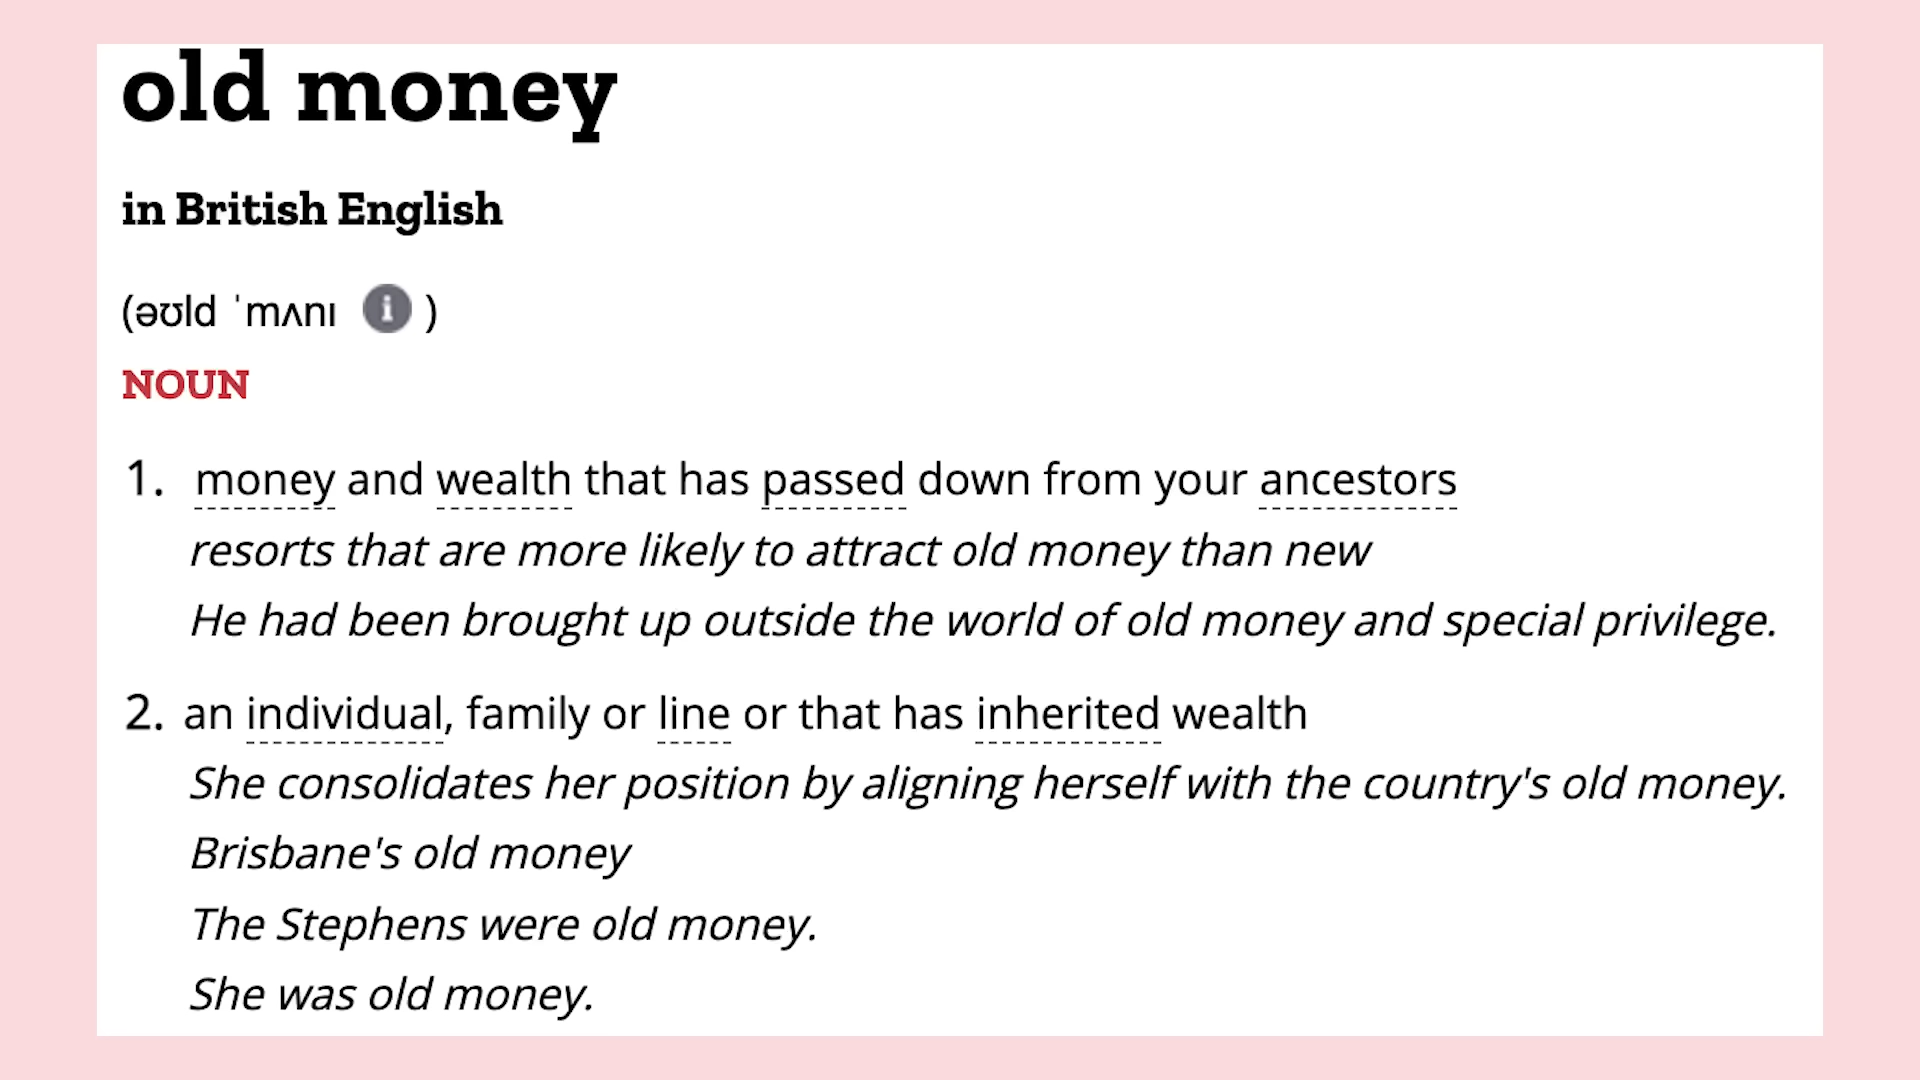 old money
in British English
(əʊld ˈmʌnɪ i )
NOUN
1. money and wealth that has passed down from your ancestors
resorts that are more likely to attract old money than new
He had been brought up outside the world of old money and special privilege.
2. an individual, family or line or that has inherited wealth
She consolidates her position by aligning herself with the country's old money.
Brisbane's old money
The Stephens were old money.
She was old money.